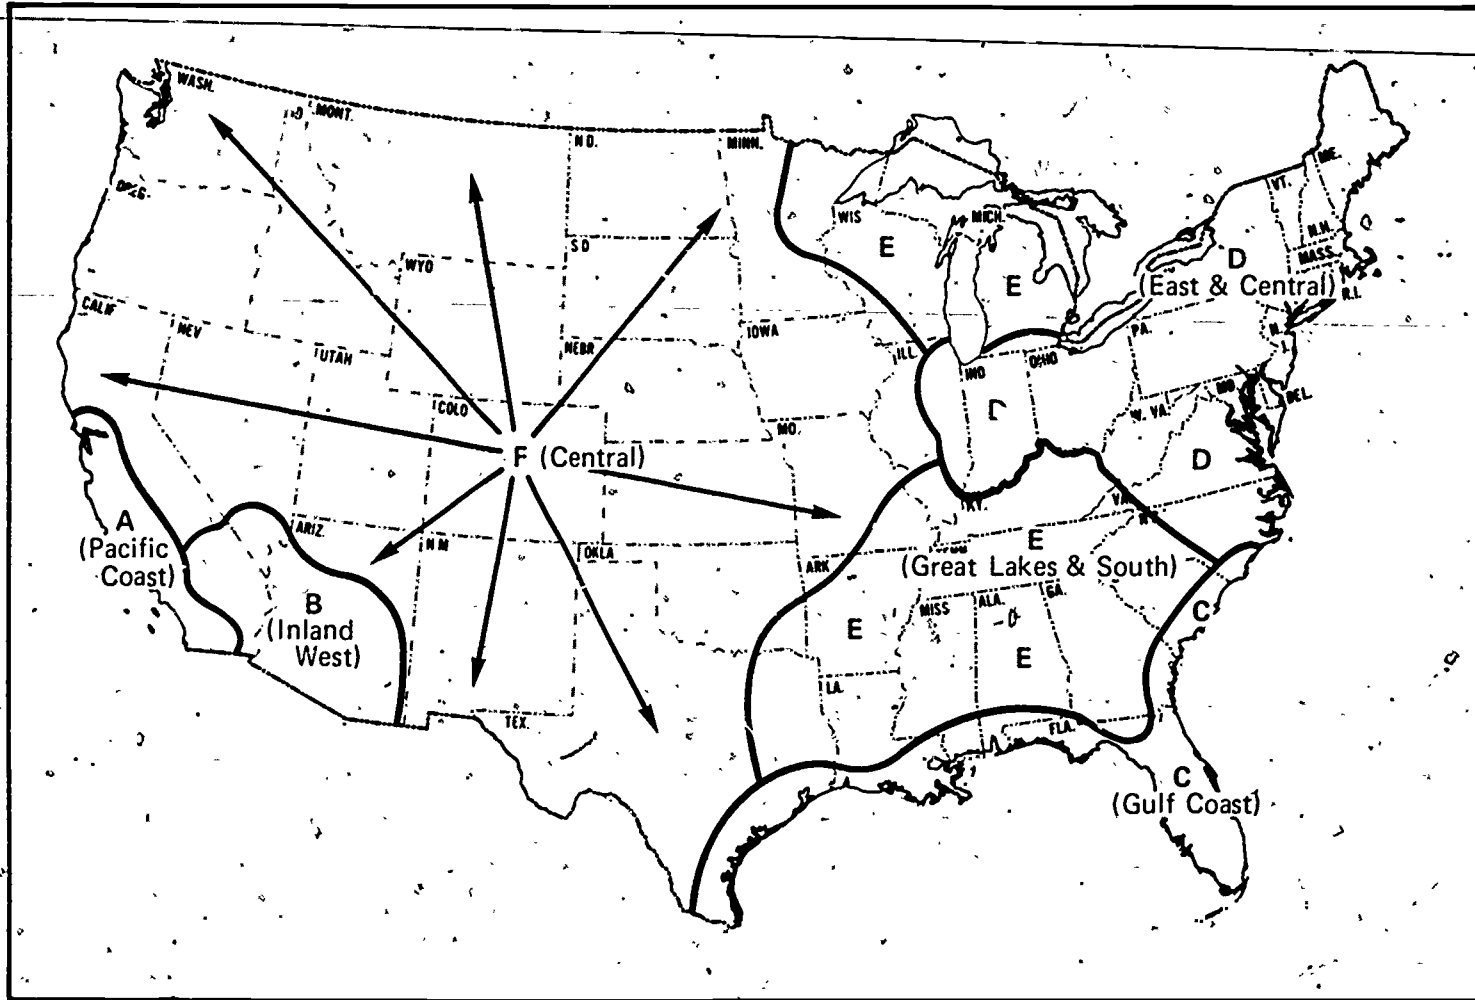 WASH.
MONT.
N D.
MINN.
ME.
VT.
WIS
MICH.
N.H.
MASS.
R.I.
E
E
D
(East & Central)
S D
WYO
CALIF
NEV
UTAH
NEBR
IOWA
ILL.
IND
OHIO
PA.
COLO
MO.
W. VA.
DEL.
D
F (Central)
D
A
(Pacific
Coast)
ARIZ.
N M
OKLA
ARK
KY.
VA.
E
(Great Lakes & South)
B
(Inland
West)
E
MISS
ALA.
GA.
E
C
LA.
TEX.
FLA.
C
(Gulf Coast)